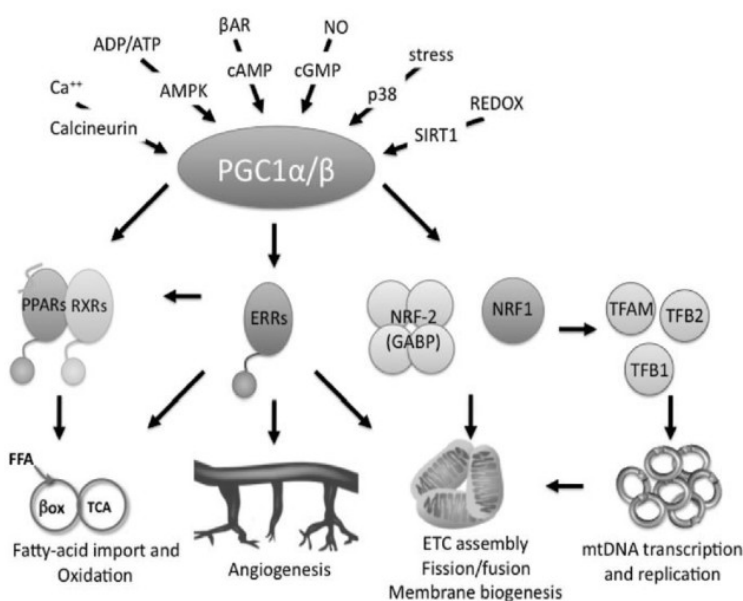 βAR
NO
ADP/ATP
stress
Ca⁺⁺
AMPK
cAMP
cGMP
p38
REDOX
Calcineurin
SIRT1
PGC1α/β
PPARs
RXRs
ERRs
NRF-2
(GABP)
NRF1
TFAM
TFB2
TFB1
FFA
βox
TCA
Fatty-acid import and
Oxidation
Angiogenesis
ETC assembly
Fission/fusion
Membrane biogenesis
mtDNA transcription
and replication